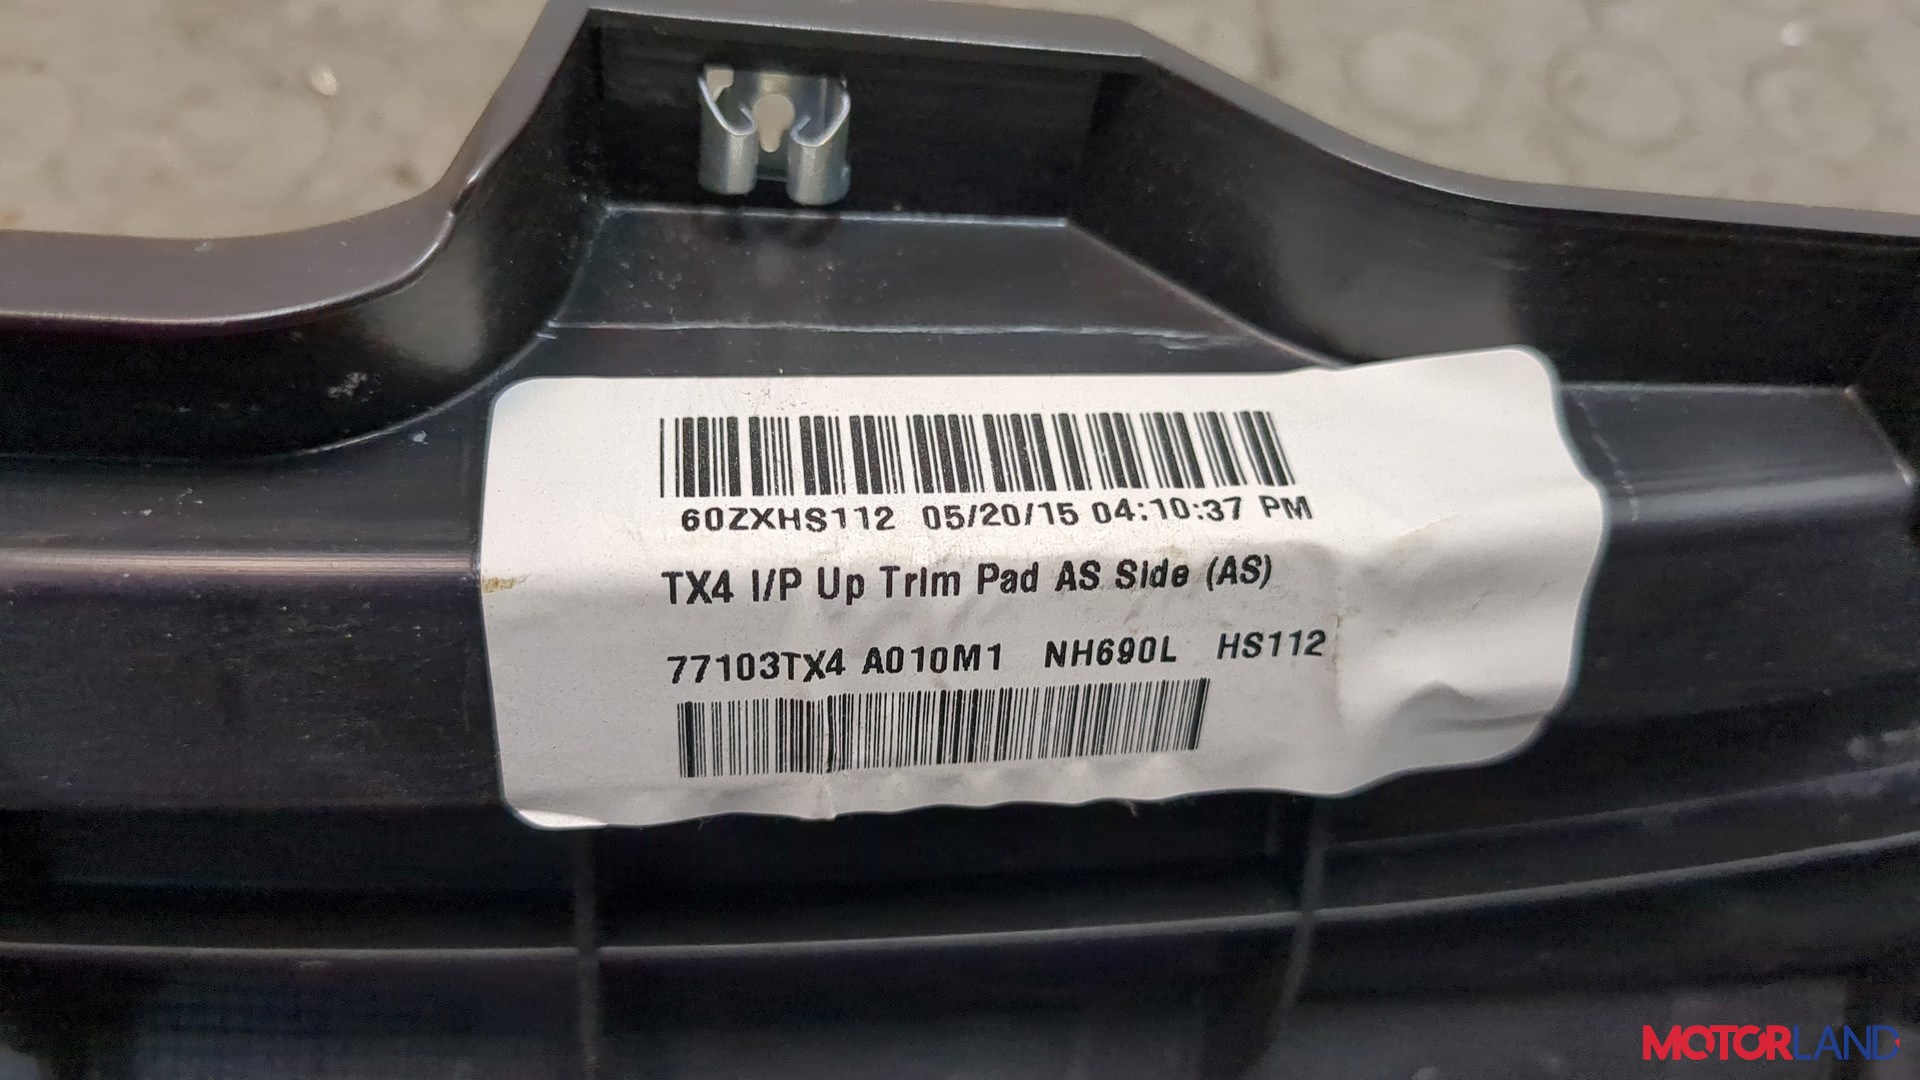 60ZXHS112 05/20/15 04:10:37 PM
TX4 I/P Up Trim Pad AS Side (AS)
77103TX4 A010M1 NH690L HS112
MOTORLAND